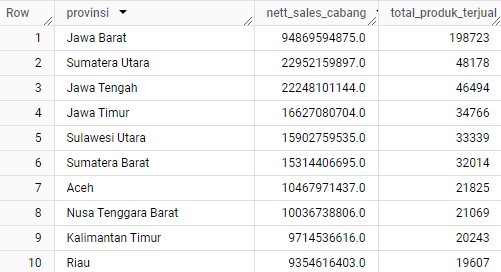 Row provinsi nett_sales_cabang total_produk_terjual
1 Jawa Barat 94869594875.0 198723
2 Sumatera Utara 22952159897.0 48178
3 Jawa Tengah 22248101144.0 46494
4 Jawa Timur 16627080704.0 34766
5 Sulawesi Utara 15902759535.0 33339
6 Sumatera Barat 15314406695.0 32014
7 Aceh 10467971437.0 21825
8 Nusa Tenggara Barat 10036738806.0 21069
9 Kalimantan Timur 9714536616.0 20243
10 Riau 9354616403.0 19607